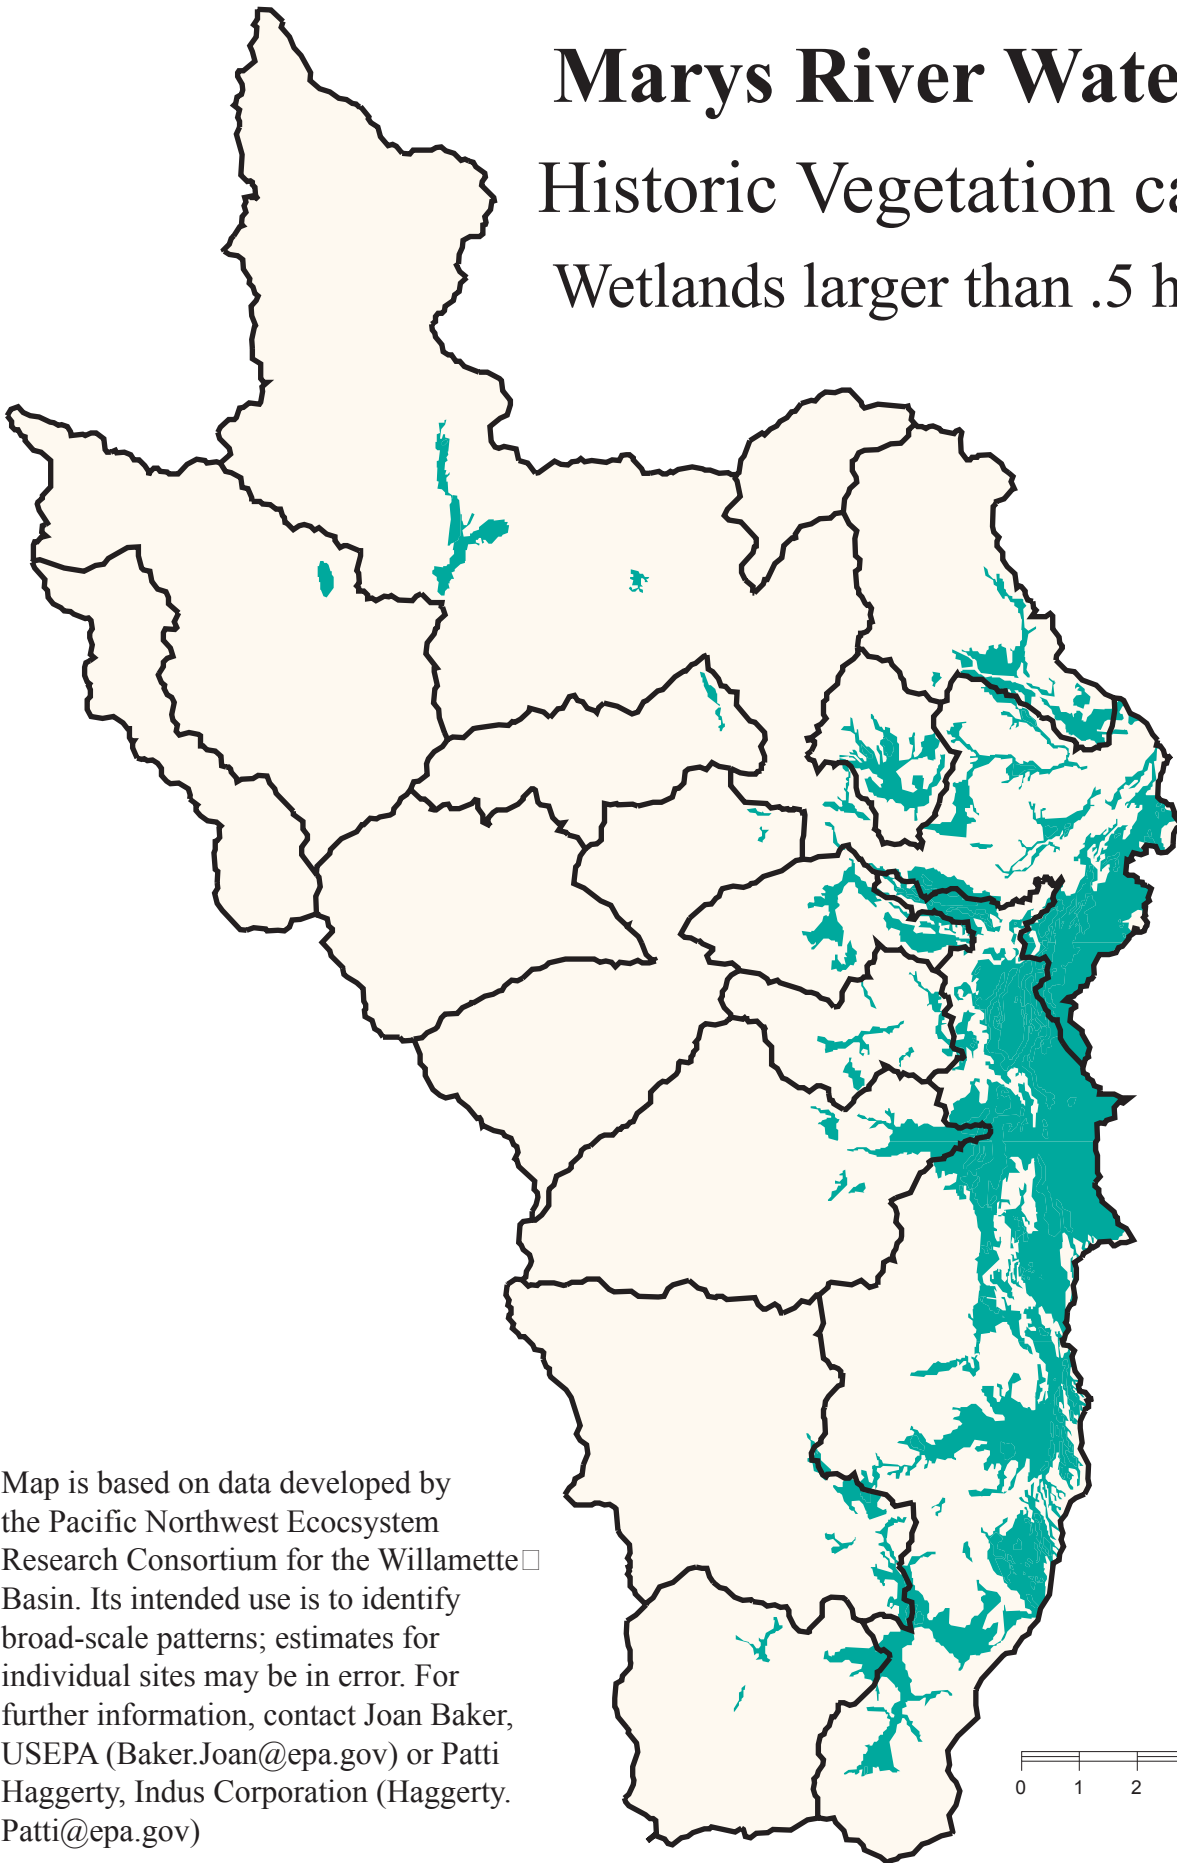 Marys River Wate
Historic Vegetation ca
Wetlands larger than .5 h
Map is based on data developed by
the Pacific Northwest Ecocsystem
Research Consortium for the Willamette□
Basin. Its intended use is to identify
broad-scale patterns; estimates for
individual sites may be in error. For
further information, contact Joan Baker,
USEPA (Baker.Joan@epa.gov) or Patti
Haggerty, Indus Corporation (Haggerty.
Patti@epa.gov)
0 1 2